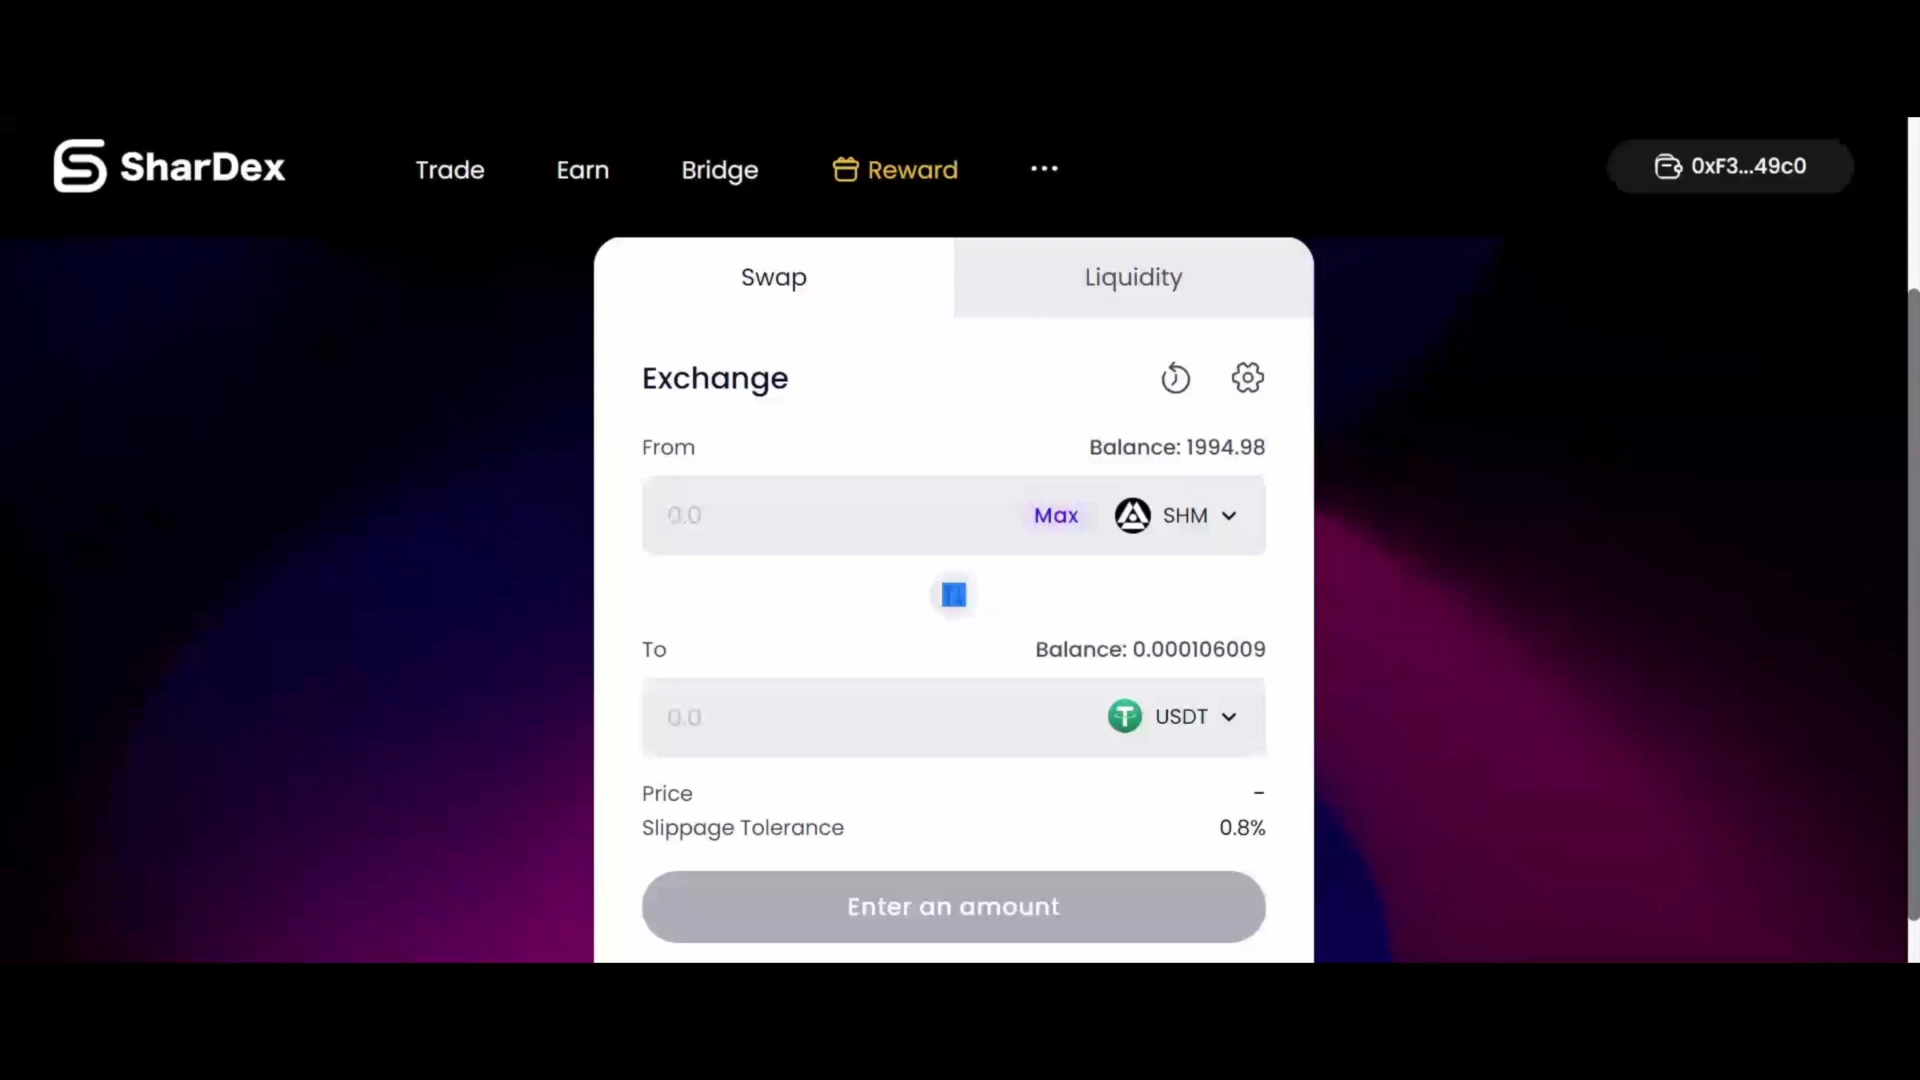 SharDex Trade Earn Bridge Reward ... 0xF3...49c0
Swap Liquidity
Exchange
From Balance: 1994.98
0.0 Max SHM
To Balance: 0.000106009
0.0 USDT
Price -
Slippage Tolerance 0.8%
Enter an amount